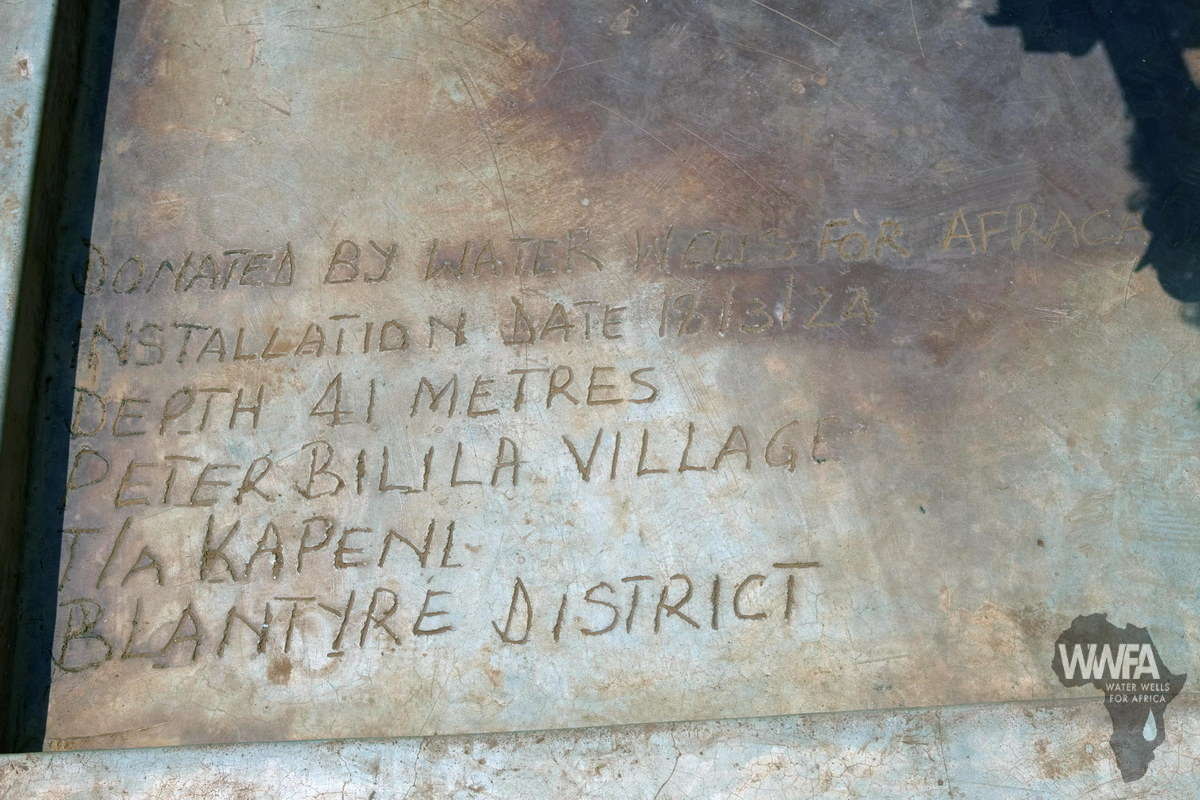 DONATED BY WATER WELLS FOR AFRACA
INSTALLATION DATE 19/3/24
DEPTH 41 METRES
PETER BILILA VILLAGE
T/A KAPENI
BLANTYRE DISTRICT
WWFA
WATER WELLS
FOR AFRICA